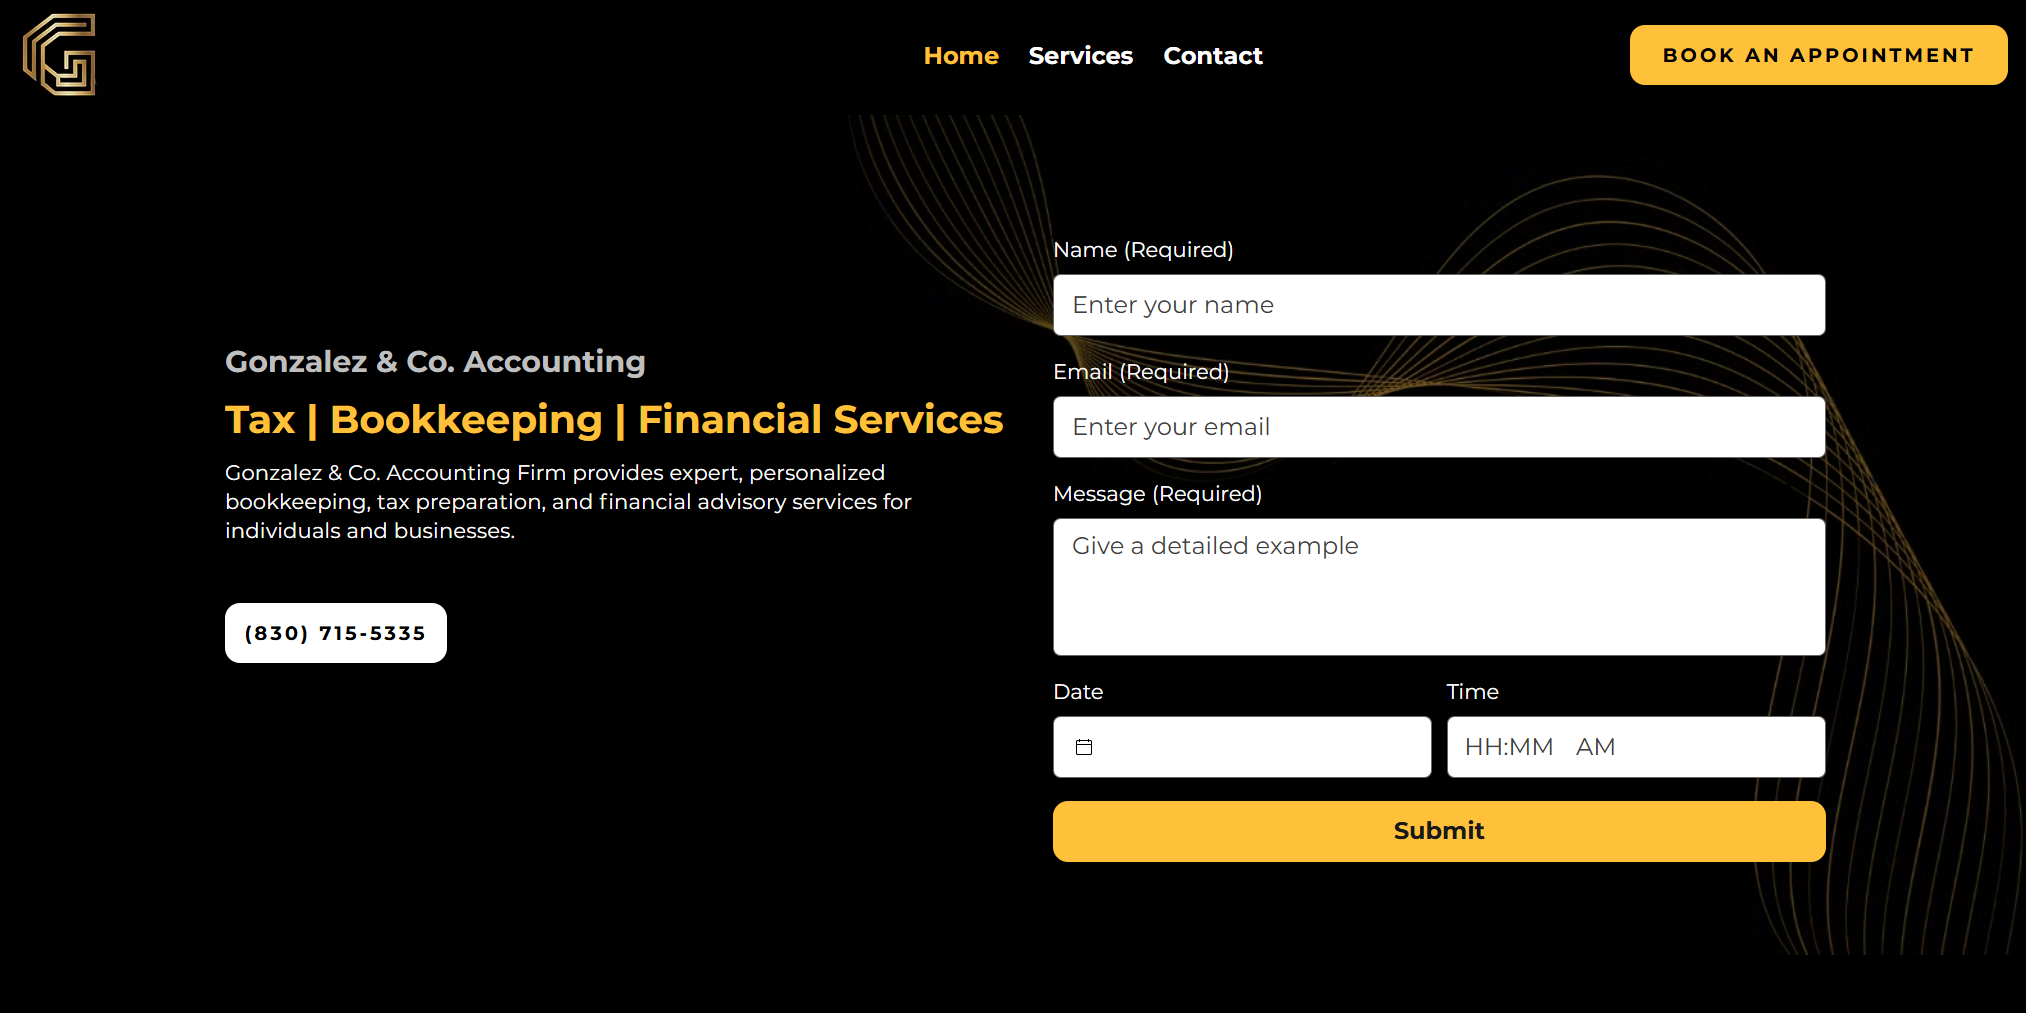 Home Services Contact
BOOK AN APPOINTMENT
Gonzalez & Co. Accounting
Tax | Bookkeeping | Financial Services
Gonzalez & Co. Accounting Firm provides expert, personalized
bookkeeping, tax preparation, and financial advisory services for
individuals and businesses.
(830) 715-5335
Name (Required)
Enter your name
Email (Required)
Enter your email
Message (Required)
Give a detailed example
Date
Time
HH:MM AM
Submit